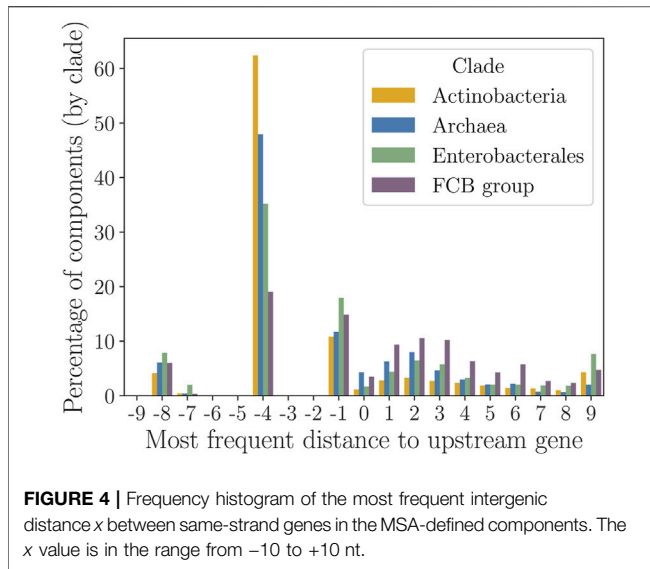 Percentage of components (by clade)
60
50
40
30
20
10
0
Clade
Actinobacteria
Archaea
Enterobacterales
FCB group
-9 -8 -7 -6 -5 -4 -3 -2 -1 0 1 2 3 4 5 6 7 8 9
Most frequent distance to upstream gene
FIGURE 4 | Frequency histogram of the most frequent intergenic
distance x between same-strand genes in the MSA-defined components. The
x value is in the range from −10 to +10 nt.